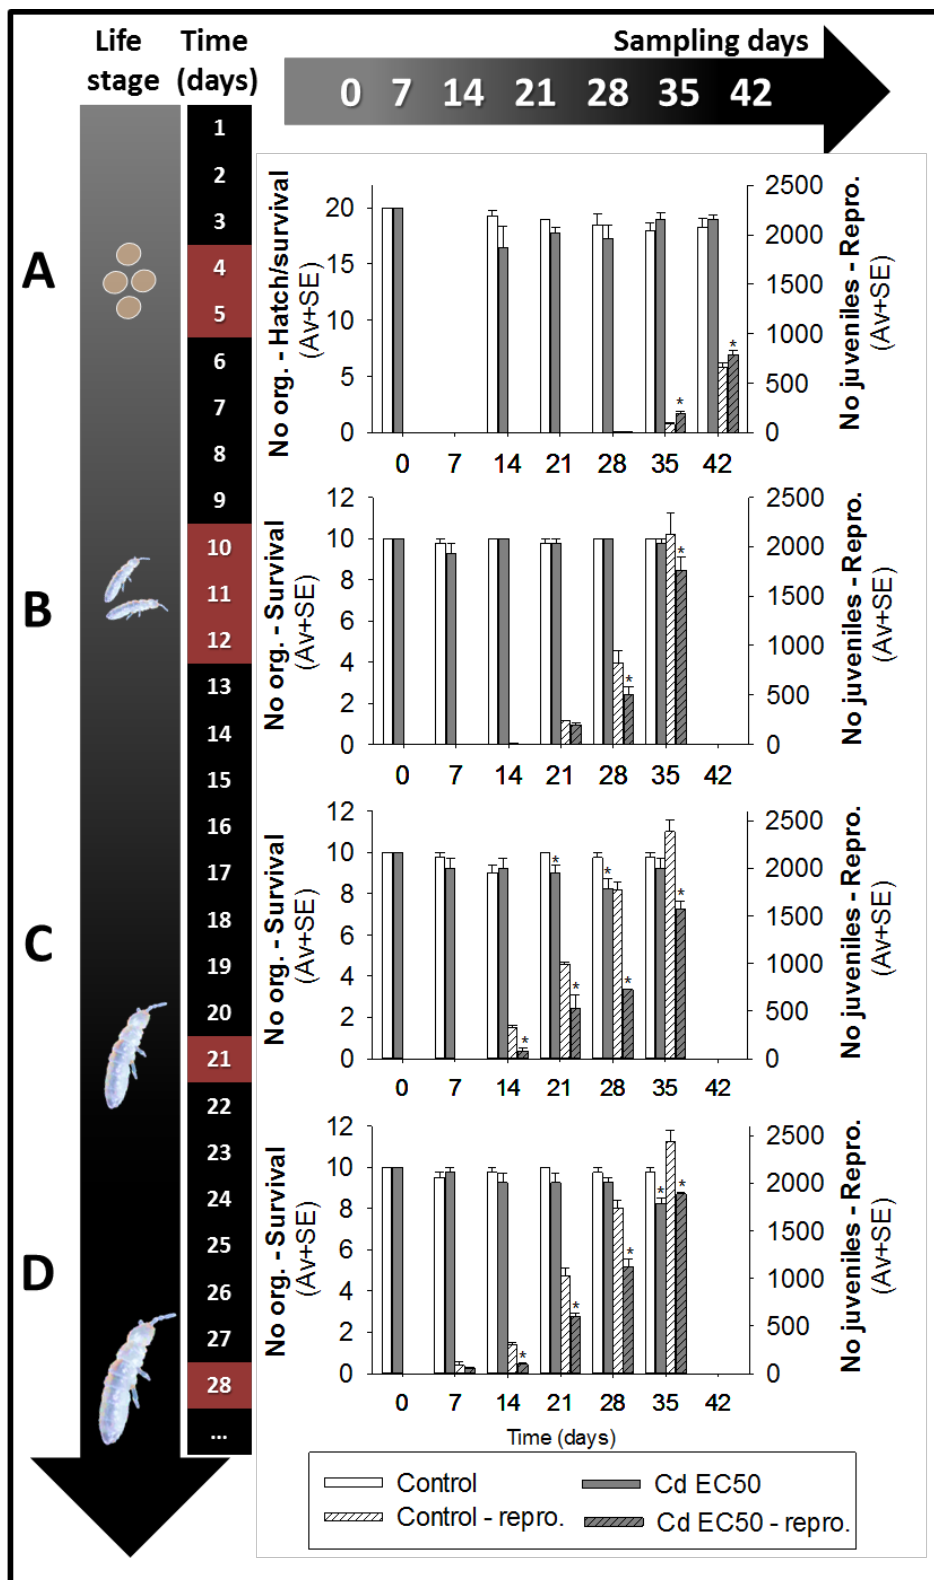 Life stage
Time (days)
Sampling days
0 7 14 21 28 35 42
1
2
3
4
5
6
7
8
9
10
11
12
13
14
15
16
17
18
19
20
21
22
23
24
25
26
27
28
...
A
No org. - Hatch/survival
(Av+SE)
20
15
10
5
0
2500
2000
1500
1000
500
0
No juveniles - Repro.
(Av+SE)
* *
0 7 14 21 28 35 42
B
No org. - Survival
(Av+SE)
12
10
8
6
4
2
0
2500
2000
1500
1000
500
0
No juveniles - Repro.
(Av+SE)
* *
0 7 14 21 28 35 42
C
No org. - Survival
(Av+SE)
12
10
8
6
4
2
0
2500
2000
1500
1000
500
0
No juveniles - Repro.
(Av+SE)
* * * * * *
0 7 14 21 28 35 42
D
No org. - Survival
(Av+SE)
12
10
8
6
4
2
0
2500
2000
1500
1000
500
0
No juveniles - Repro.
(Av+SE)
* * * * *
0 7 14 21 28 35 42
Time (days)
Control
Cd EC50
Control - repro.
Cd EC50 - repro.